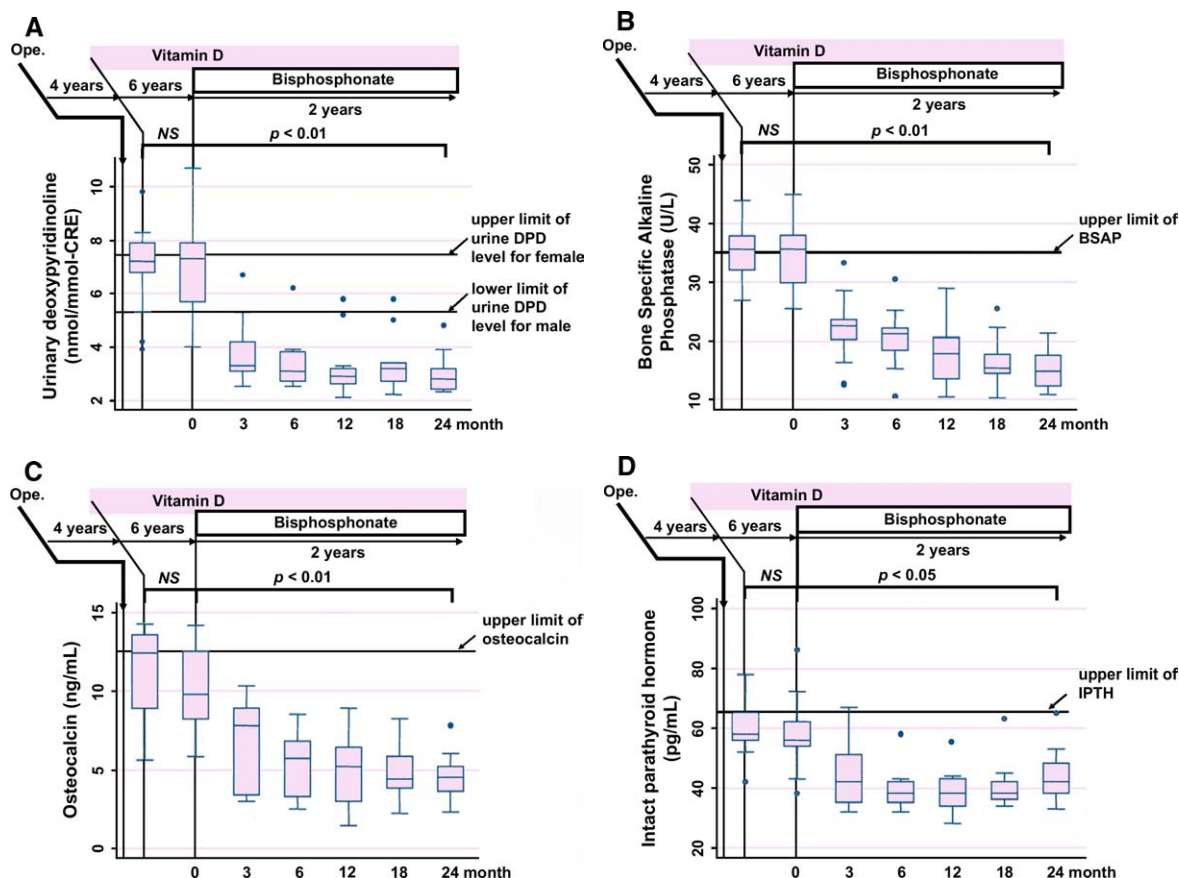 A
Ope.
Vitamin D
Bisphosphonate
4 years
6 years
2 years
NS
p < 0.01
Urinary deoxypyridinoline
(nmol/mmol-CRE)
10
8
6
4
2
upper limit of
urine DPD
level for female
lower limit of
urine DPD
level for male
0 3 6 12 18 24 month
B
Ope.
Vitamin D
Bisphosphonate
4 years
6 years
2 years
NS
p < 0.01
Bone Specific Alkaline
Phosphatase (U/L)
50
40
30
20
10
upper limit of
BSAP
0 3 6 12 18 24 month
C
Ope.
Vitamin D
Bisphosphonate
4 years
6 years
2 years
NS
p < 0.01
Osteocalcin (ng/mL)
15
10
5
0
upper limit of
osteocalcin
0 3 6 12 18 24 month
D
Ope.
Vitamin D
Bisphosphonate
4 years
6 years
2 years
NS
p < 0.05
Intact parathyroid hormone
(pg/mL)
100
80
60
40
20
upper limit of
IPTH
0 3 6 12 18 24 month